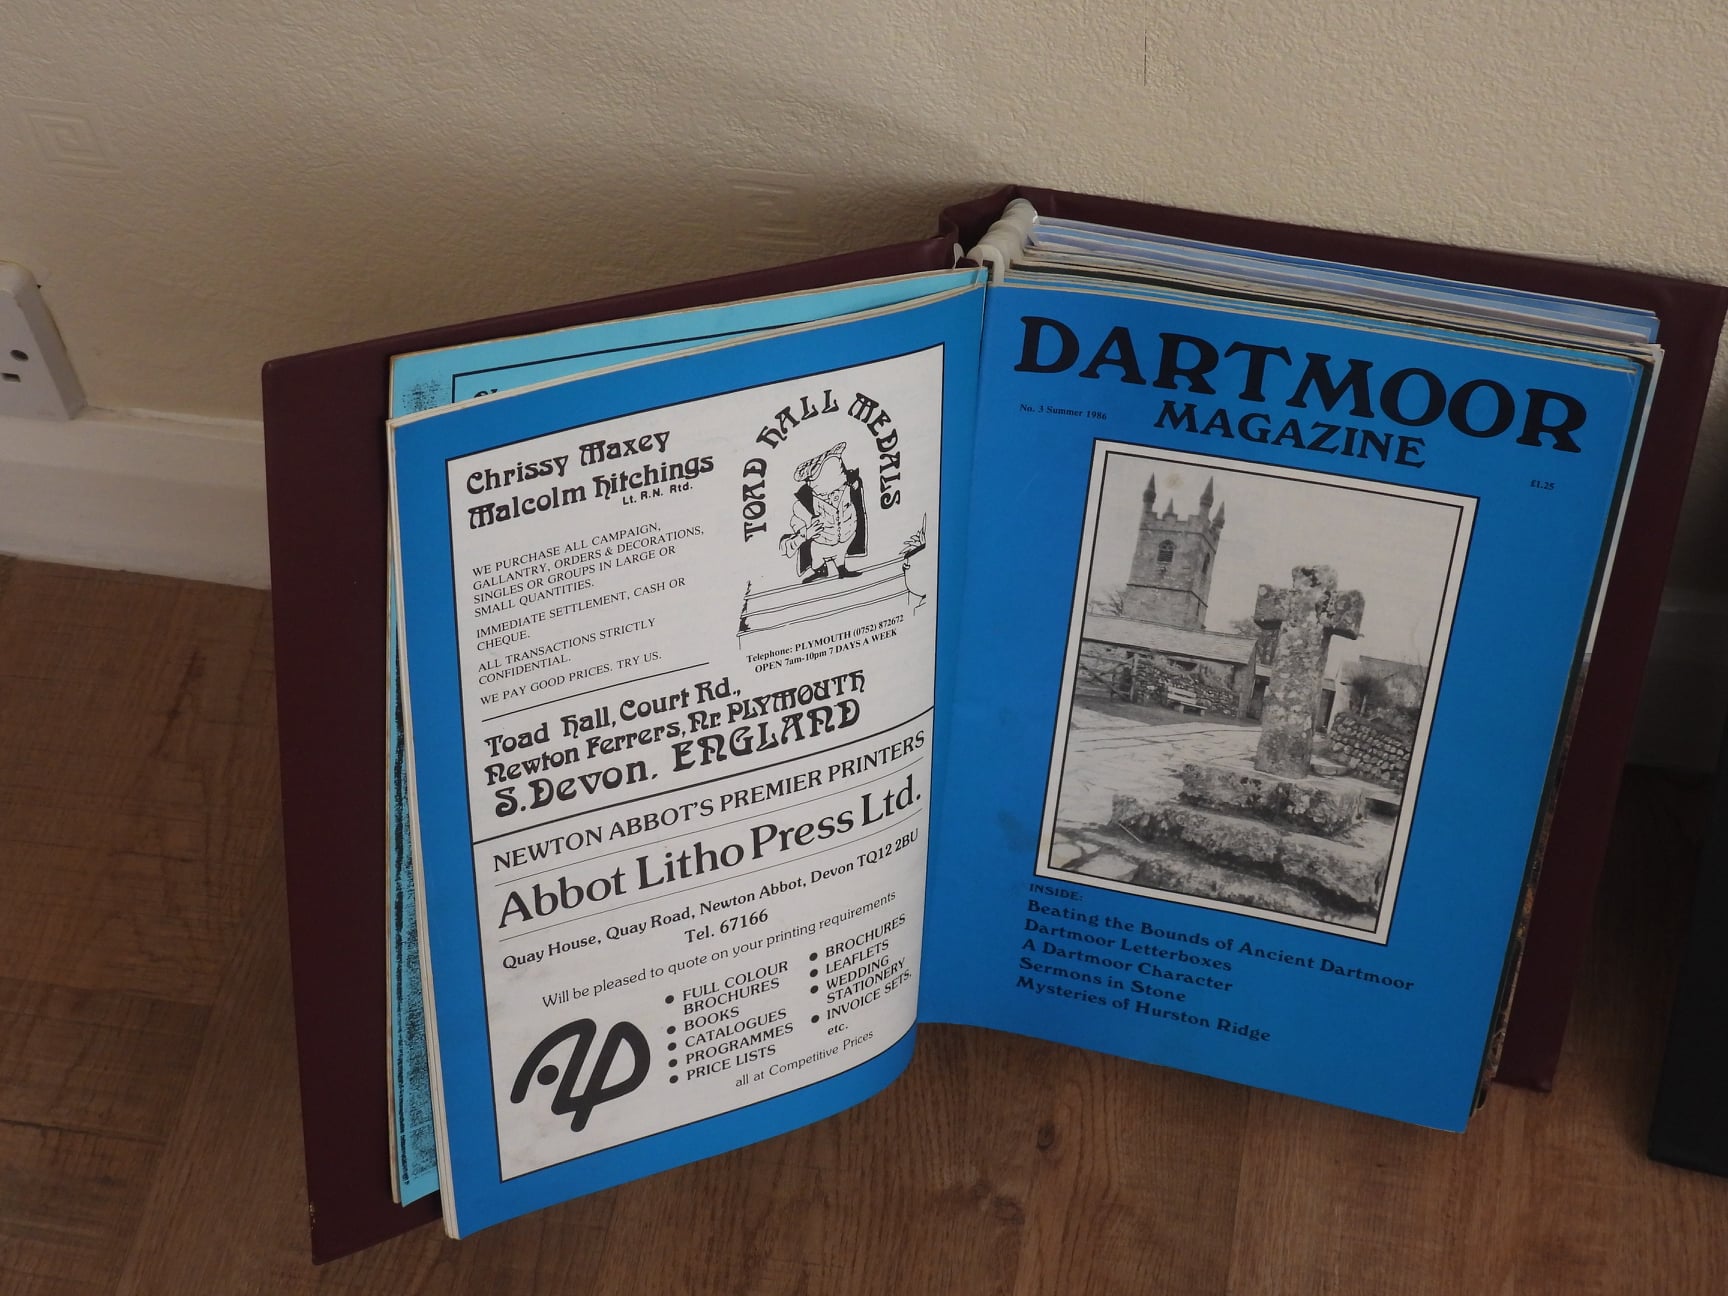 Chrissy Maxey
Malcolm Hitchings
Lt. R.N. Rtd.
WE PURCHASE ALL CAMPAIGN,
GALLANTRY, ORDERS & DECORATIONS,
SINGLES OR GROUPS IN LARGE OR
SMALL QUANTITIES.
IMMEDIATE SETTLEMENT, CASH OR
CHEQUE.
ALL TRANSACTIONS STRICTLY
CONFIDENTIAL.
WE PAY GOOD PRICES. TRY US.
TOAD HALL MEDALS
Telephone: PLYMOUTH (0752) 872672
OPEN 7am-10pm 7 DAYS A WEEK
Toad Hall, Court Rd.,
Newton Ferrers, Nr. PLYMOUTH
S. Devon. ENGLAND
NEWTON ABBOT'S PREMIER PRINTERS
Abbot Litho Press Ltd.
Quay House, Quay Road, Newton Abbot, Devon TQ12 2BU
Tel. 67166
Will be pleased to quote on your printing requirements
● FULL COLOUR
BROCHURES
● BOOKS
● CATALOGUES
● PROGRAMMES
● PRICE LISTS
● BROCHURES
● LEAFLETS
● WEDDING
STATIONERY
● INVOICE SETS.
etc.
all at Competitive Prices
DARTMOOR
MAGAZINE
No. 3 Summer 1986
£1.25
INSIDE:
Beating the Bounds of Ancient Dartmoor
Dartmoor Letterboxes
A Dartmoor Character
Sermons in Stone
Mysteries of Hurston Ridge